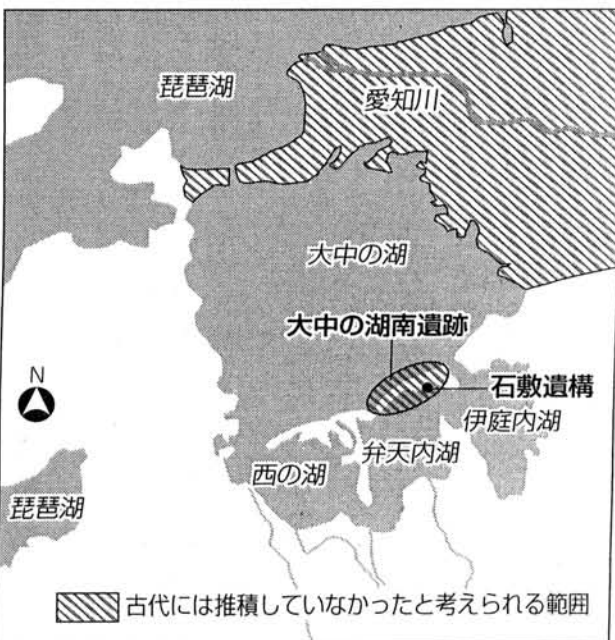 琵琶湖
愛知川
大中の湖
大中の湖南遺跡
石敷遺構
N
伊庭内湖
弁天内湖
西の湖
琵琶湖
古代には推積していなかったと考えられる範囲